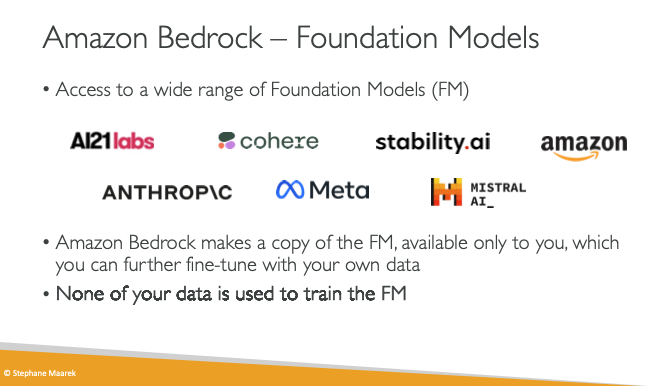 Amazon Bedrock – Foundation Models
• Access to a wide range of Foundation Models (FM)
AI21labs cohere stability.ai amazon
ANTHROP\C Meta MISTRAL
AI_
• Amazon Bedrock makes a copy of the FM, available only to you, which
you can further fine-tune with your own data
• None of your data is used to train the FM
© Stephane Maarek